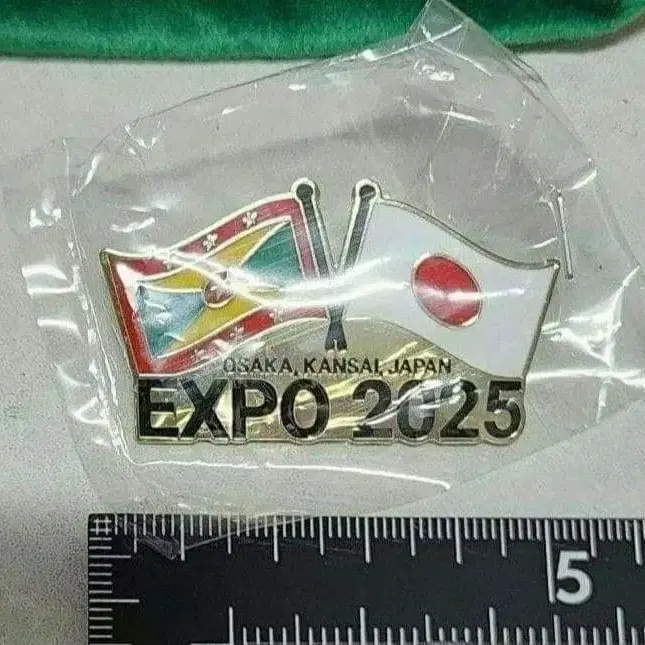 OSAKA, KANSAI, JAPAN
EXPO 2025
5